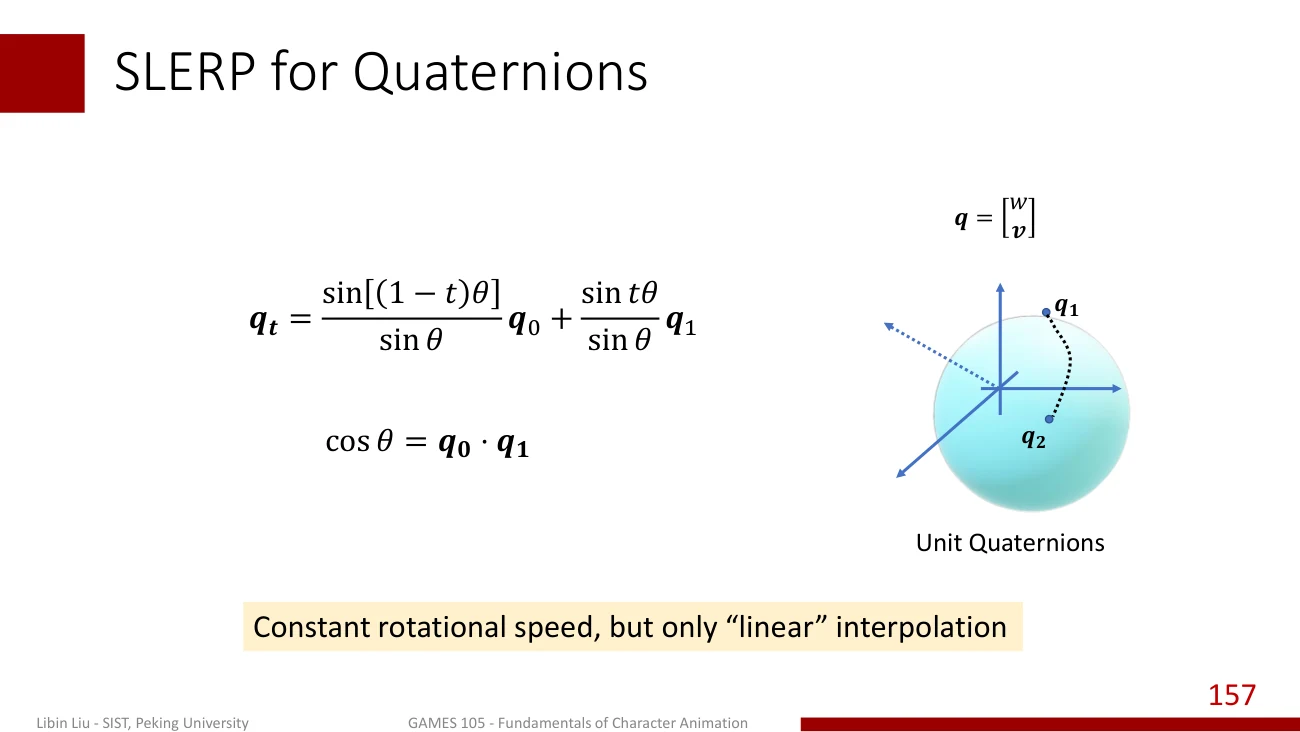 SLERP for Quaternions
q = [w
v]
q_t = sin[(1 − t)θ] / sin θ q_0 + sin tθ / sin θ q_1
cos θ = q_0 · q_1
q_1
q_2
Unit Quaternions
Constant rotational speed, but only “linear” interpolation
157
Libin Liu - SIST, Peking University
GAMES 105 - Fundamentals of Character Animation